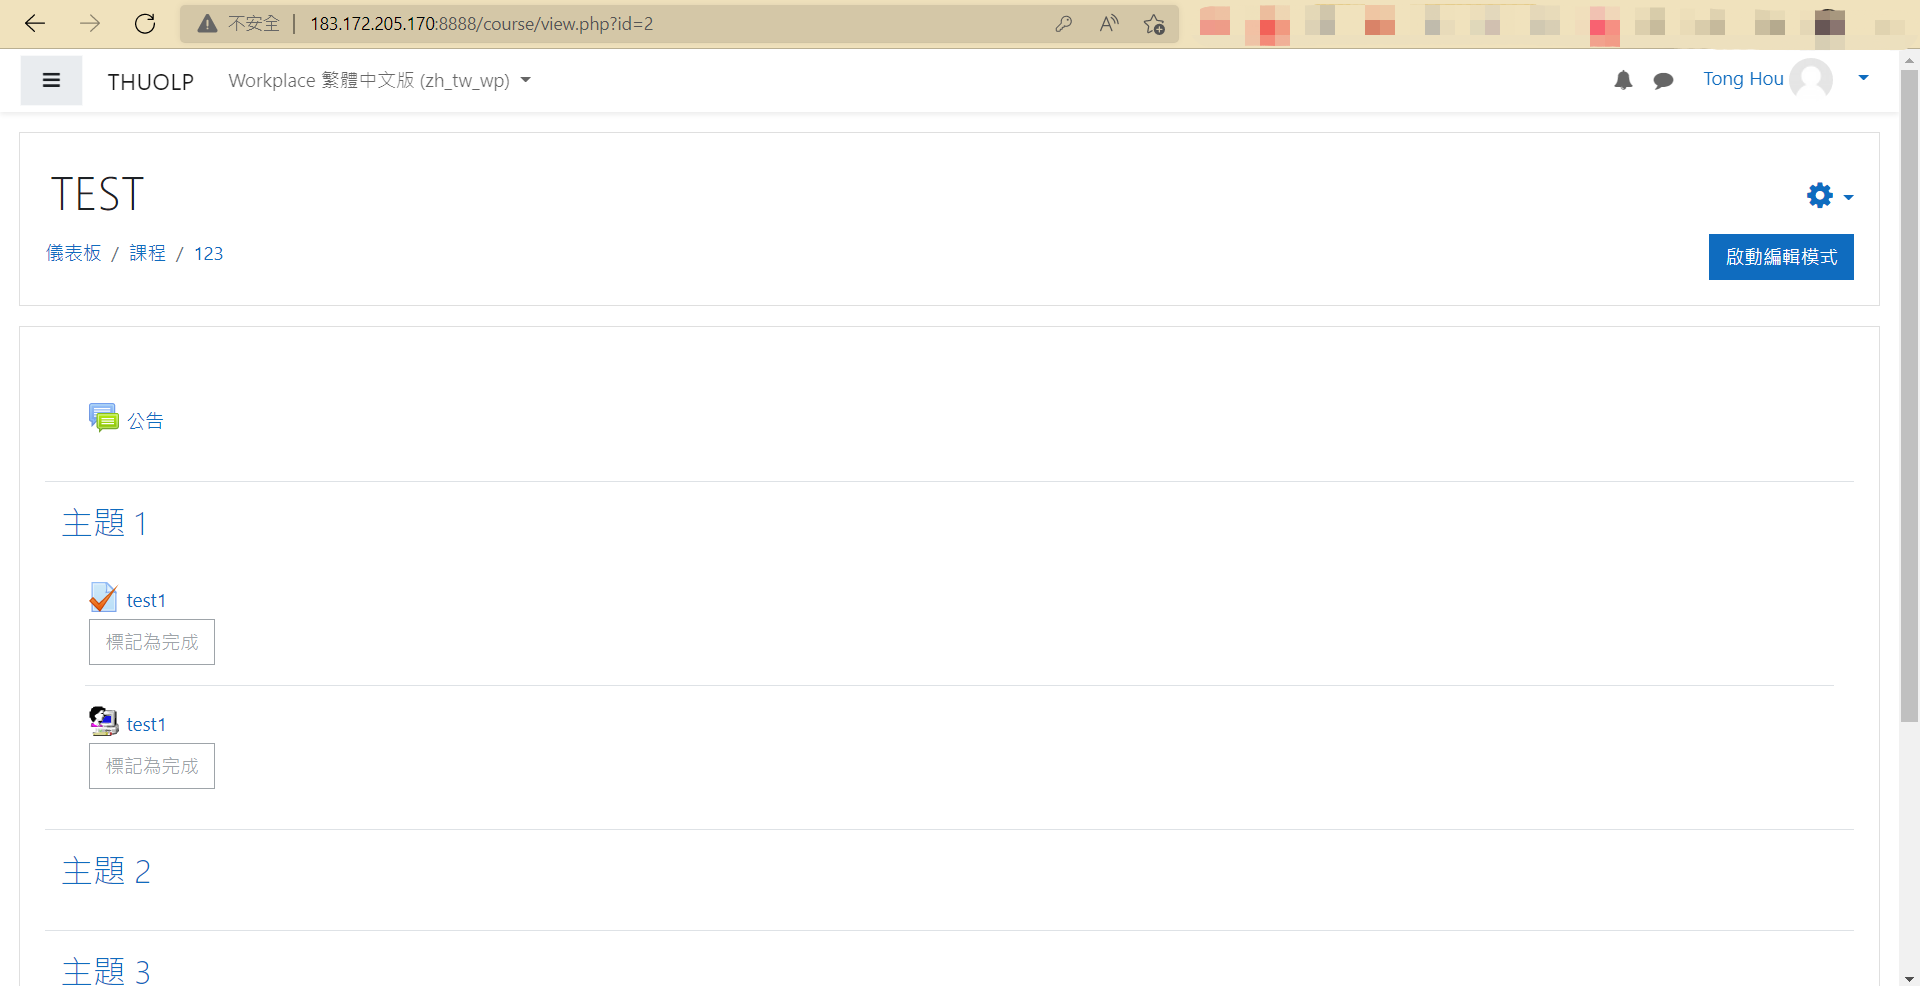 不安全 183.172.205.170:8888/course/view.php?id=2
THUOLP Workplace 繁體中文版 (zh_tw_wp) Tong Hou
TEST
儀表板 / 課程 / 123
啟動編輯模式
公告
主題 1
test1
標記為完成
test1
標記為完成
主題 2
主題 3